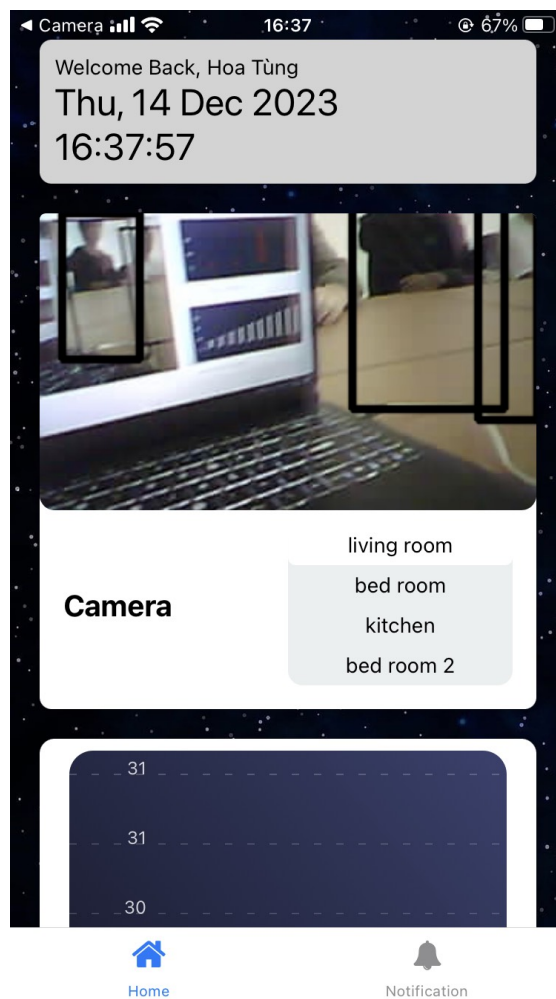 Camera
16:37
67%
Welcome Back, Hoa Tùng
Thu, 14 Dec 2023
16:37:57
living room
Camera
bed room
kitchen
bed room 2
31
31
30
Home
Notification